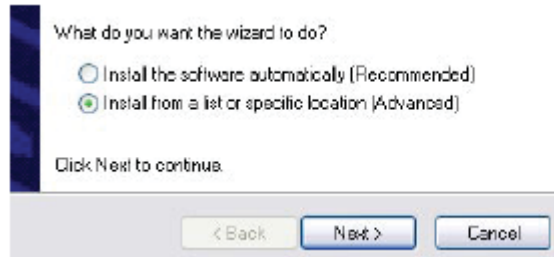 What do you want the wizard to do?
Install the software automatically (Recommended)
Install from a list or specific location (Advanced)
Click Next to continue.
< Back Next > Cancel